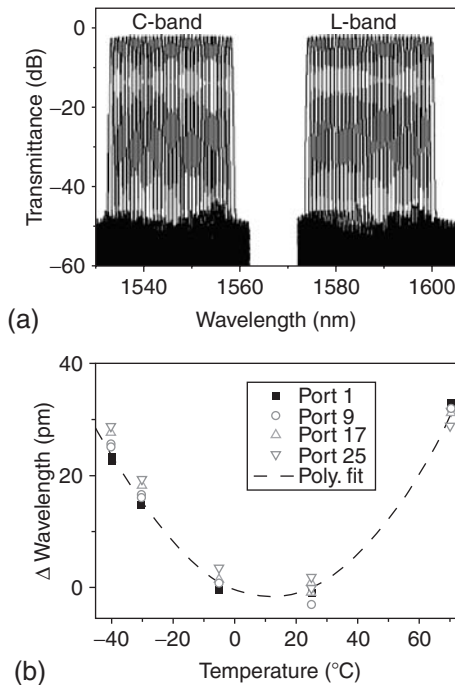 C-band L-band
0
−20
−40
−60
Transmittance (dB)
1540 1560 1580 1600
Wavelength (nm)
(a)
40
20
0
Δ Wavelength (pm)
Port 1
Port 9
Port 17
Port 25
Poly. fit
−40 −20 0 20 40 60
Temperature (°C)
(b)